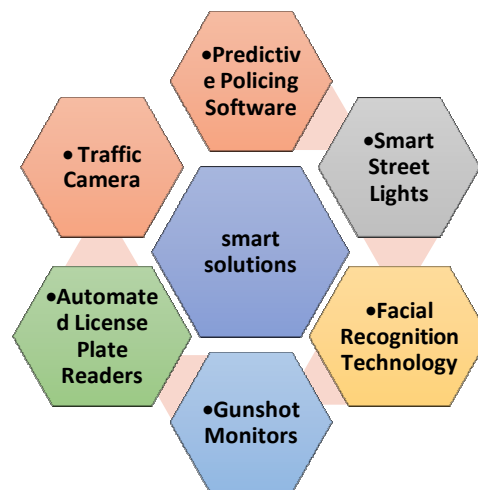 •Predictiv
e Policing
Software
•Smart
Street
Lights
•Facial
Recognition
Technology
•Gunshot
Monitors
•Automate
d License
Plate
Readers
• Traffic
Camera
smart
solutions